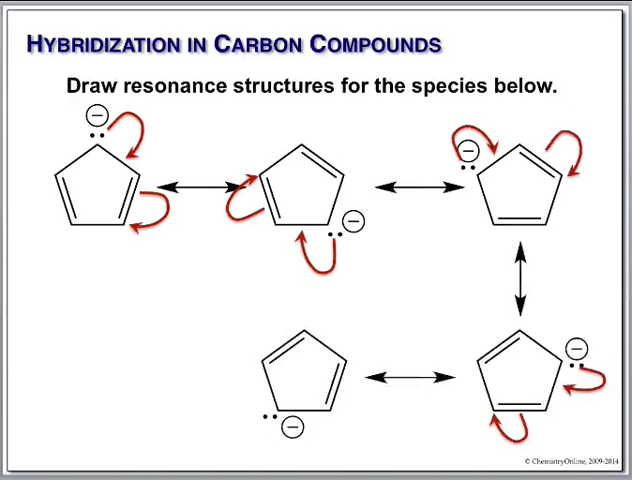 HYBRIDIZATION IN CARBON COMPOUNDS
Draw resonance structures for the species below.
© ChemistryOnline, 2009-2014